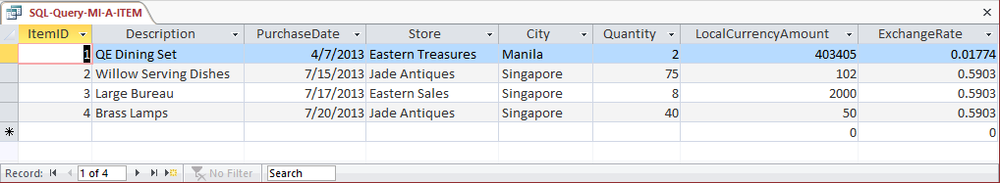 SQL-Query-MI-A-ITEM
ItemID Description PurchaseDate Store City Quantity LocalCurrencyAmount ExchangeRate
1 QE Dining Set 4/7/2013 Eastern Treasures Manila 2 403405 0.01774
2 Willow Serving Dishes 7/15/2013 Jade Antiques Singapore 75 102 0.5903
3 Large Bureau 7/17/2013 Eastern Sales Singapore 8 2000 0.5903
4 Brass Lamps 7/20/2013 Jade Antiques Singapore 40 50 0.5903
0 0
Record: 1 of 4 No Filter Search